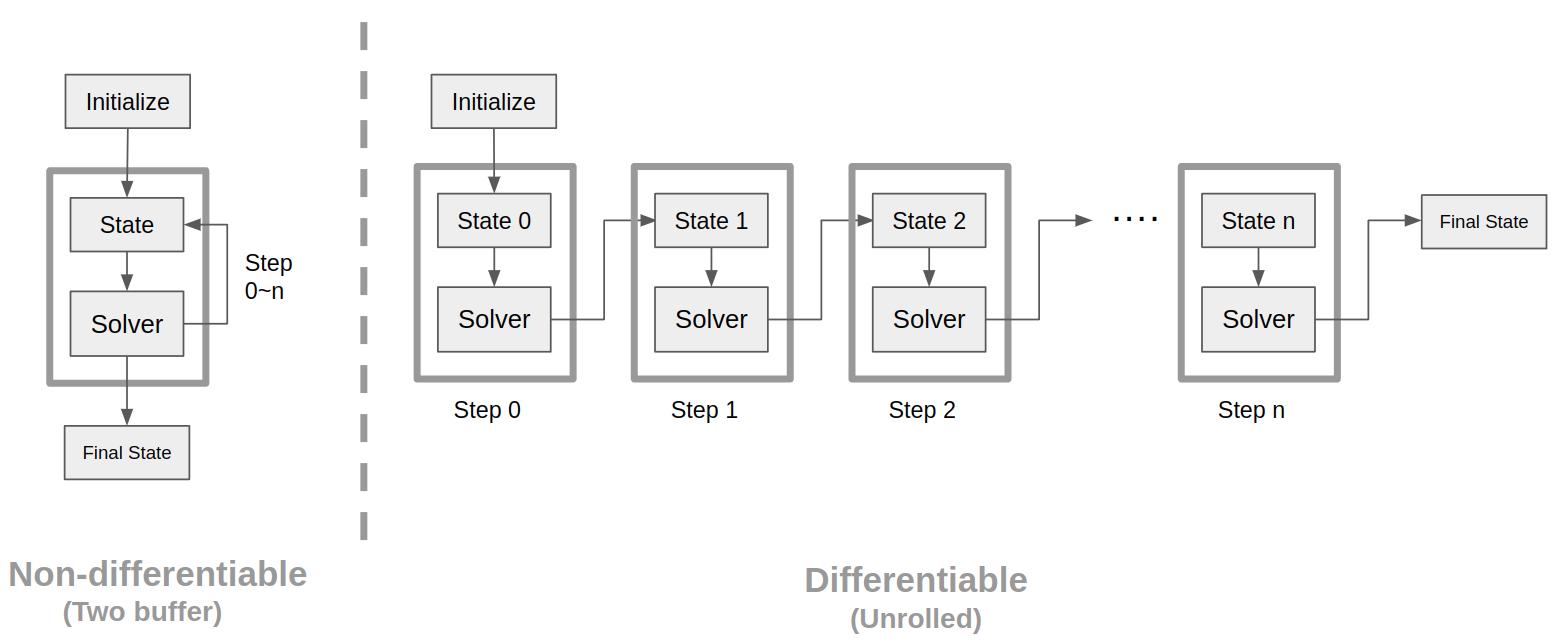 Initialize
State
Solver
Step
0~n
Final State
Non-differentiable
(Two buffer)
Initialize
State 0
Solver
Step 0
State 1
Solver
Step 1
State 2
Solver
Step 2
....
State n
Solver
Step n
Final State
Differentiable
(Unrolled)